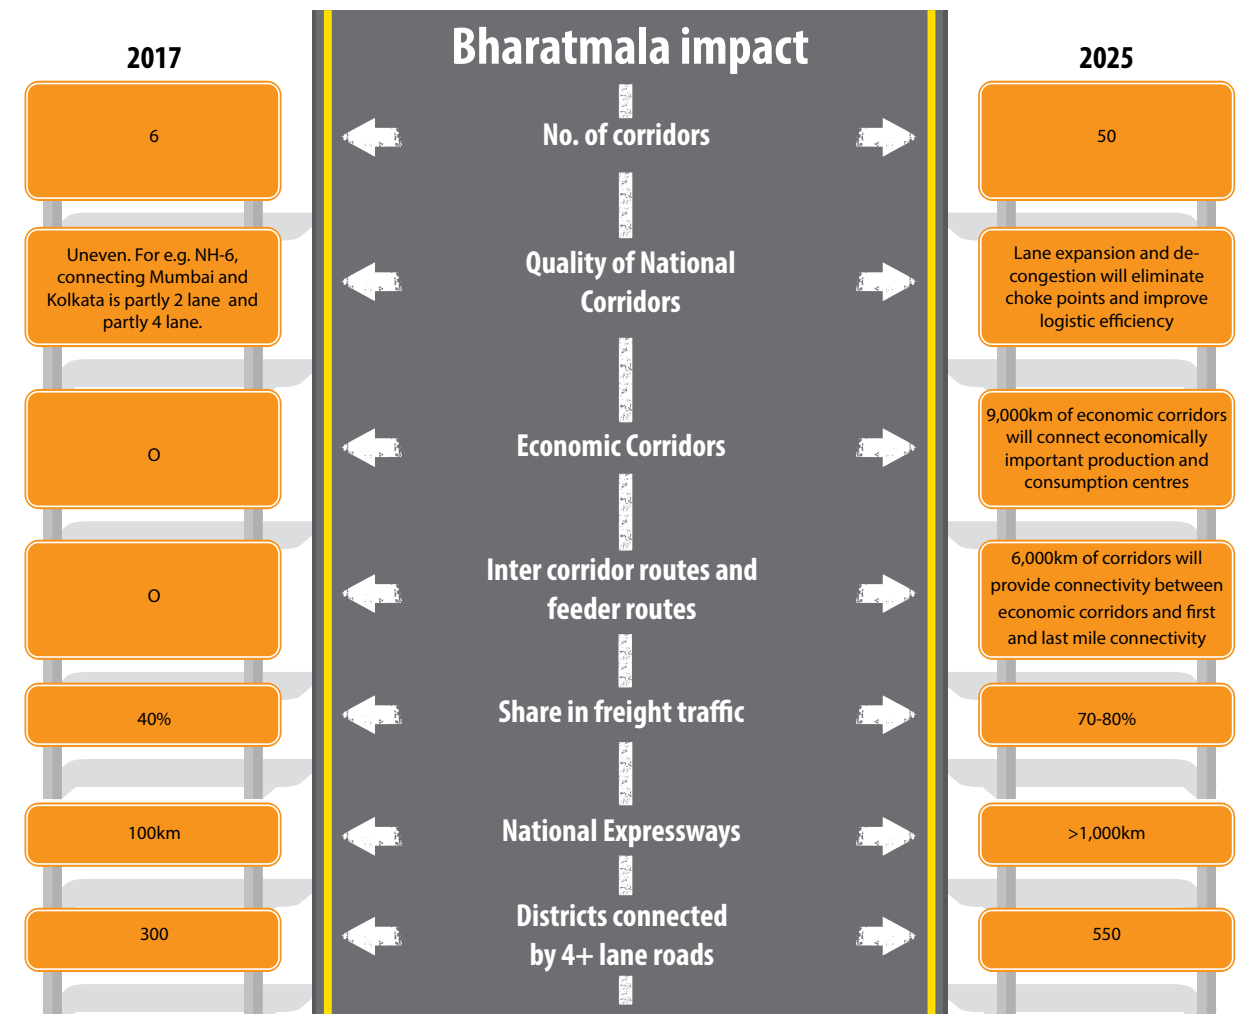 Bharatmala impact
2017
2025
6
No. of corridors
50
Uneven. For e.g. NH-6,
connecting Mumbai and
Kolkata is partly 2 lane and
partly 4 lane.
Quality of National
Corridors
Lane expansion and de-
congestion will eliminate
choke points and improve
logistic efficiency
O
Economic Corridors
9,000km of economic corridors
will connect economically
important production and
consumption centres
O
Inter corridor routes and
feeder routes
6,000km of corridors will
provide connectivity between
economic corridors and first
and last mile connectivity
40%
Share in freight traffic
70-80%
100km
National Expressways
>1,000km
300
Districts connected
by 4+ lane roads
550